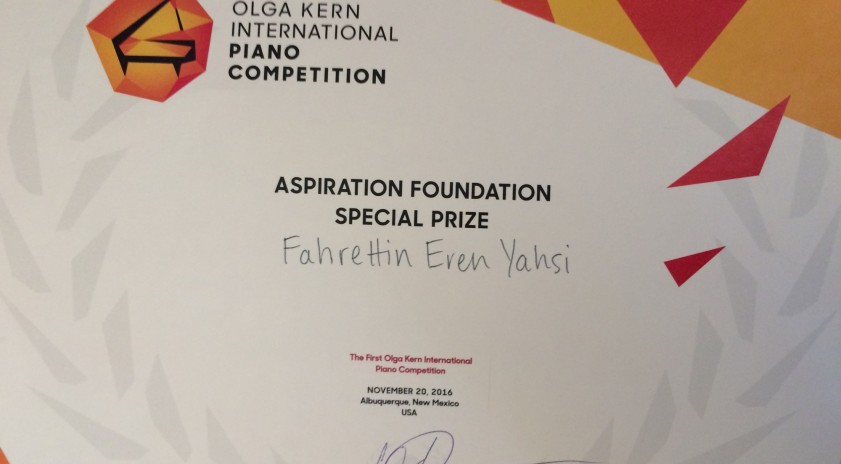 OLGA KERN
INTERNATIONAL
PIANO
COMPETITION
ASPIRATION FOUNDATION
SPECIAL PRIZE
Fahrettin Eren Yahsi
The First Olga Kern International
Piano Competition
NOVEMBER 20, 2016
Albuquerque, New Mexico
USA